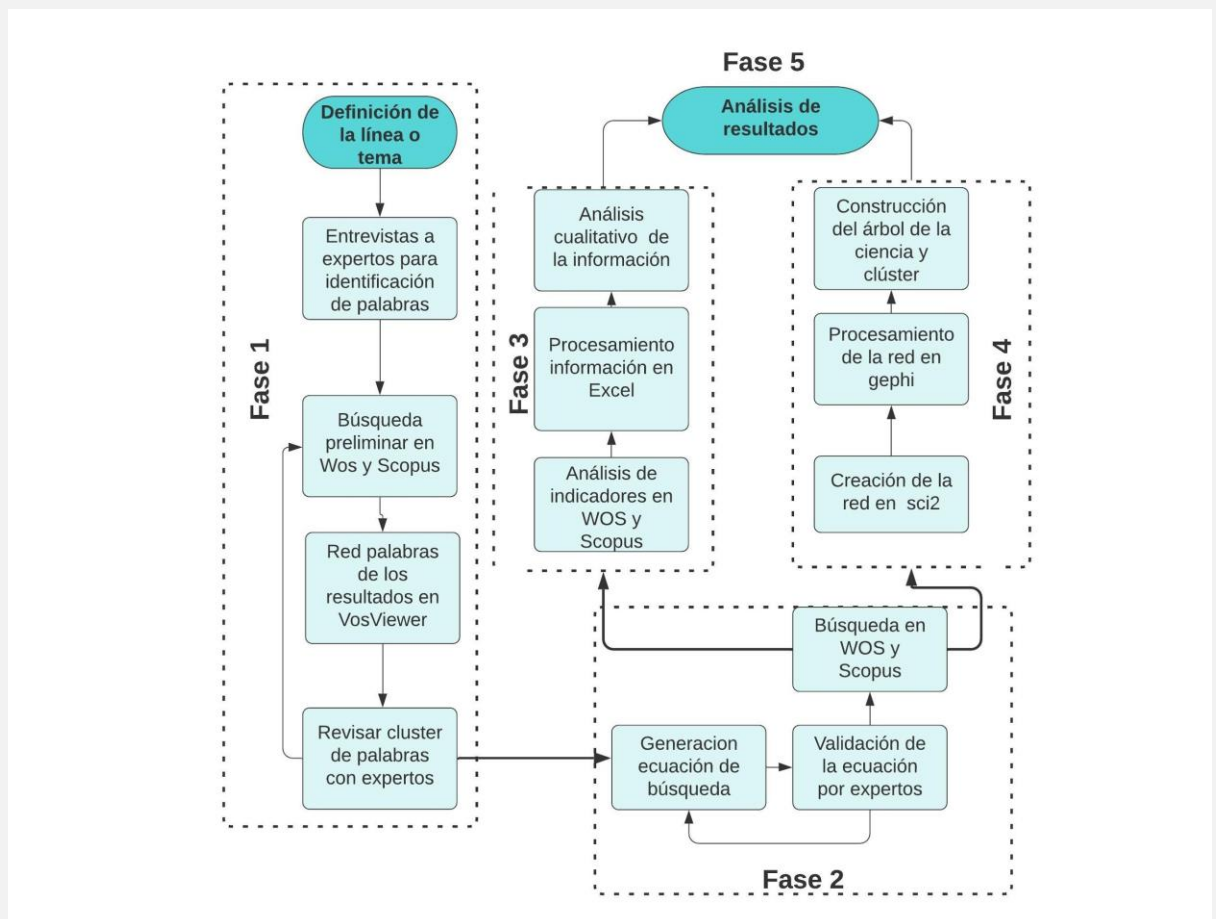 Fase 1
Definición de
la línea o
tema
Entrevistas a
expertos para
identificación
de palabras
Búsqueda
preliminar en
Wos y Scopus
Red palabras
de los
resultados en
VosViewer
Revisar cluster
de palabras
con expertos
Fase 2
Generacion
ecuación de
búsqueda
Validación de
la ecuación
por expertos
Búsqueda en
WOS y
Scopus
Fase 3
Análisis de
indicadores en
WOS y
Scopus
Procesamiento
información en
Excel
Análisis
cualitativo de
la información
Fase 4
Creación de la
red en sci2
Procesamiento
de la red en
gephi
Construcción
del árbol de la
ciencia y
clúster
Fase 5
Análisis de
resultados